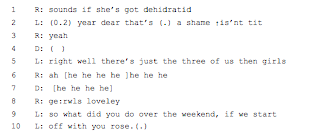 1 R: sounds if she's got dehidratid
2 L: (0.2) year dear that's (.) a shame ¡is'nt tit
3 R: yeah
4 D: ( )
5 L: right well there's just the three of us then girls
6 R: ah [he he he he ]he he he
7 D: [he he he he]
8 R: ge:rwls loveley
9 L: so what did you do over the weekend, if we start
10 L: off with you rose.(.)